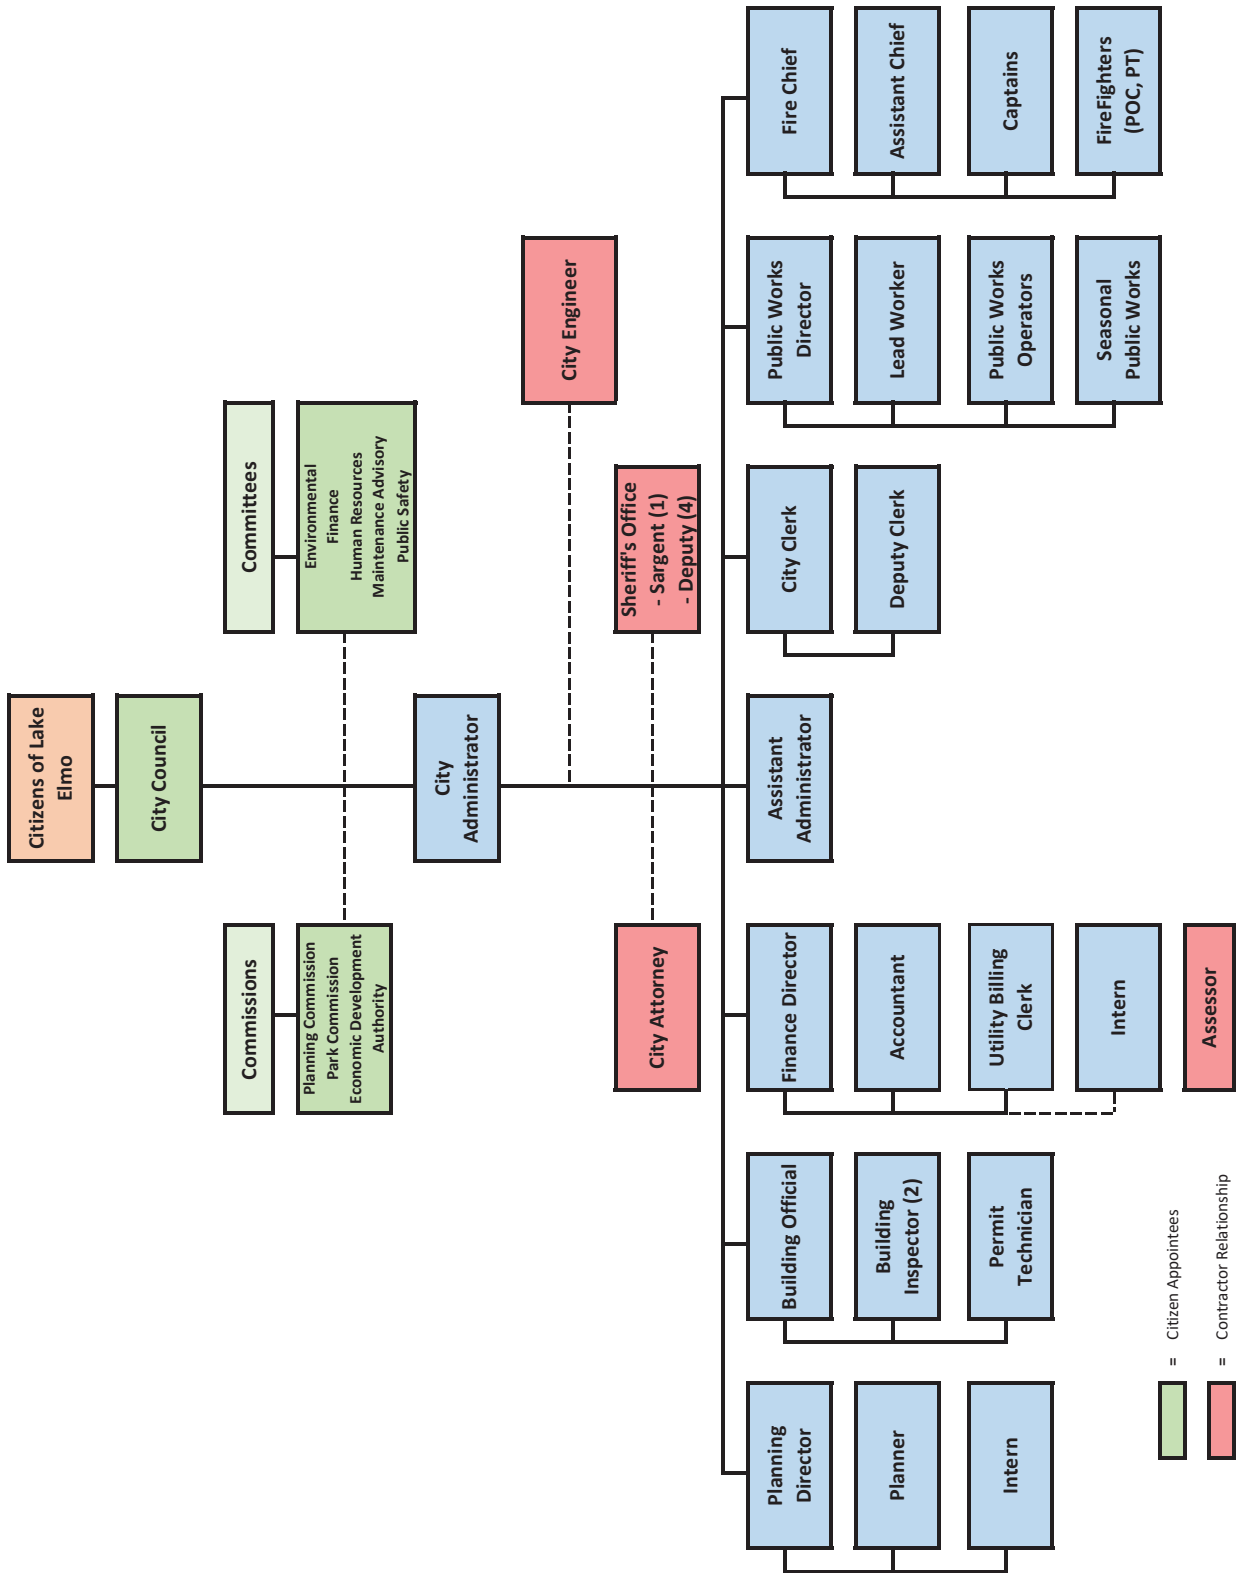 Citizens of Lake
Elmo
City Council
Commissions
Planning Commission
Park Commission
Economic Development
Authority
Committees
Environmental
Finance
Human Resources
Maintenance Advisory
Public Safety
City
Administrator
City Engineer
City Attorney
Sheriff's Office
- Sargent (1)
- Deputy (4)
Planning
Director
Planner
Intern
Building Official
Building
Inspector (2)
Permit
Technician
Finance Director
Accountant
Utility Billing
Clerk
Intern
Assessor
Assistant
Administrator
City Clerk
Deputy Clerk
Public Works
Director
Lead Worker
Public Works
Operators
Seasonal
Public Works
Fire Chief
Assistant Chief
Captains
FireFighters
(POC, PT)
= Citizen Appointees
= Contractor Relationship